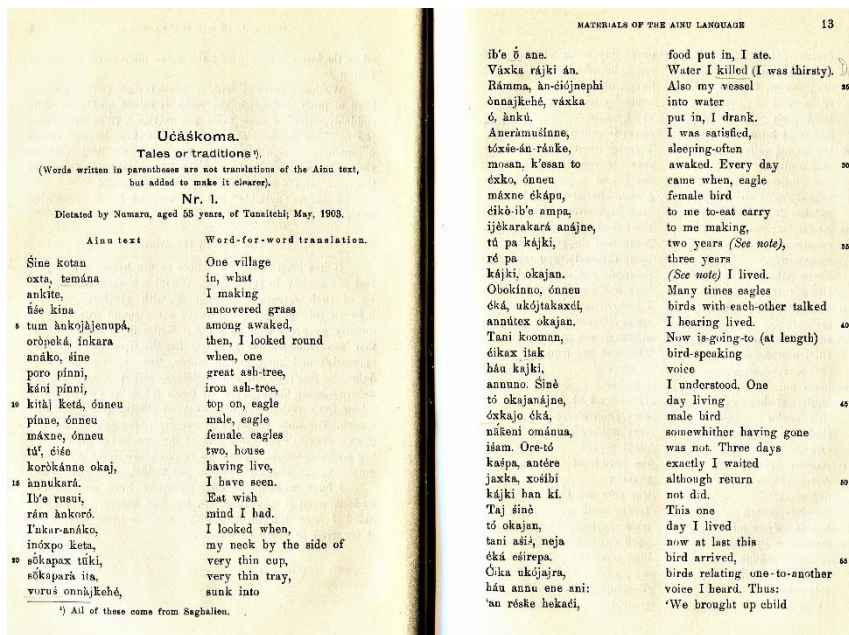 Učāškoma.
Tales or traditions ¹).
(Words written in parentheses are not translations of the Ainu text,
but added to make it clearer).
Nr. 1.
Dictated by Numaru, aged 53 years, of Tunaitchi; May, 1903.
Ainu text Word-for-word translation.
Śine kotan One village
oxta, temána in, what
ankíte, I making
tiśe kina uncovered grass
5 tum ànkojàjenupá, among awaked,
oròpeká, ínkara then, I looked round
anáko, śine when, one
poro pínni, great ash-tree,
káni pínni, iron ash-tree,
10 kitàj ketá, ónneu top on, eagle
pínne, ónneu male, eagle
máxne, ónneu female. eagles
tú', ćiśe two, house
koròkánne okaj, having live,
15 ànnukará. I have seen.
Ib'e rusui, Eat wish
rám ànkoró. mind I had.
I'nkar-anáko, I looked when,
inóxpo keta, my neck by the side of
20 sṓkapax tūki, very thin cup,
sṓkaparà ita, very thin tray,
voruś onnàjkehé, sunk into
¹) All of these come from Saghalien.
MATERIALS OF THE AINU LANGUAGE 13
ib'e ṓ ane. food put in, I ate.
Váxka rájki án. Water I killed (I was thirsty).
Rámma, àn-ćiójnephi Also my vessel 25
ònnajkehé, váxka into water
ó, ànkú. put in, I drank.
Aneràmuśínne, I was satisfied,
tóxśe-án-ránke, sleeping-often
mosan. k'esan to awaked. Every day 30
éxko, ónneu came when, eagle
máxne ćkápu, female bird
ćikò-ib'e ampa, to me to-eat carry
ijèkarakará anájne, to me making,
tú pa kájki, two years (See note), 35
ré pa three years
kájki, okajan. (See note) I lived.
Obokínno, ónneu Many times eagles
ćká, ukójtakaxći, birds with-each-other talked
annútex okajan. I hearing lived. 40
Tani kooman, Now is-going-to (at length)
ćikax ítak bird-speaking
háu kajki, voice
annuno. Śinè I understood. One
tó okajanájne, day living 45
óxkajo ćká, male bird
nākeni ománua, somewhither having gone
iśam. Ore-tó was not. Three days
kaśpa, antére exactly I waited
jaxka, xośíbi although return 50
kájki han kí. not did.
Taj śinè This one
tó okajan, day I lived
tani aśíś, neja now at last this
ćká eśirepa. bird arrived, 55
Ćika ukójajra, birds relating one-to-another
háu annu ene ani: voice I heard. Thus:
'an réske hekaći, 'We brought up child